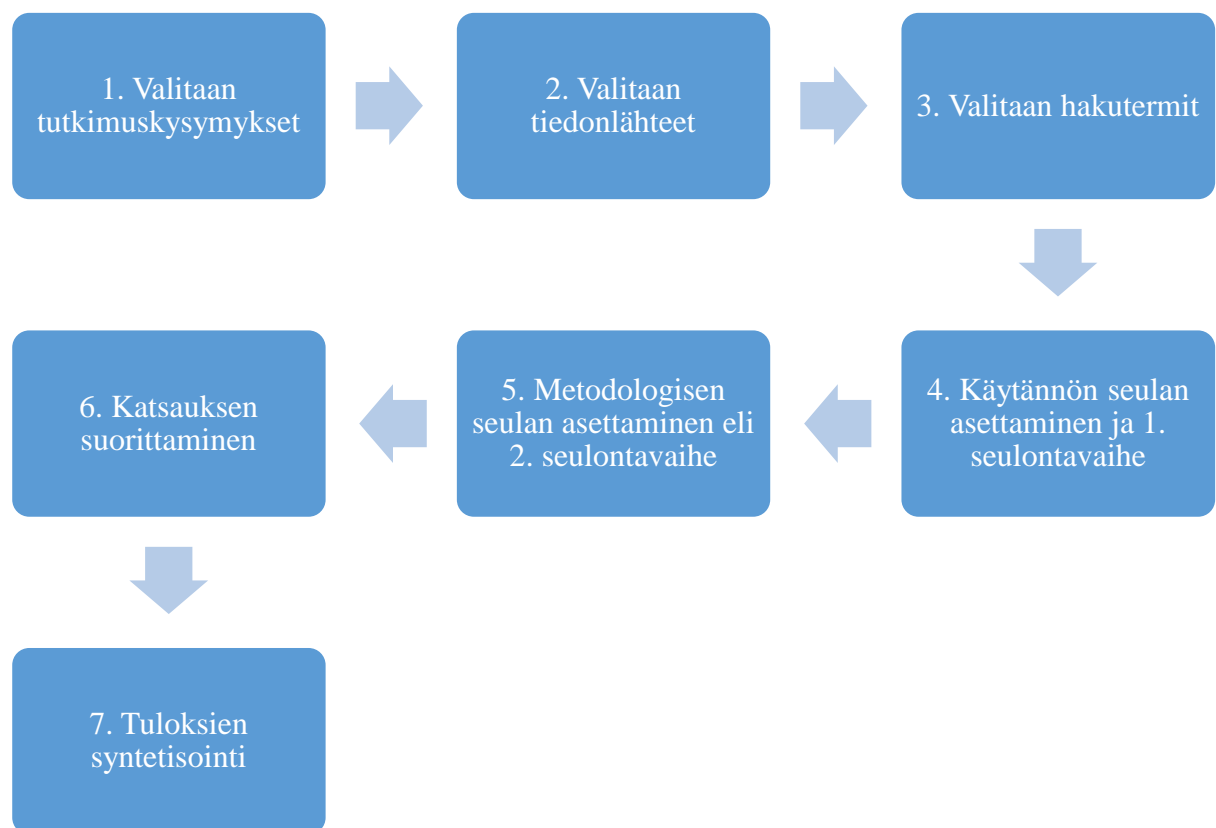 1. Valitaan
tutkimuskysymykset
2. Valitaan
tiedonlähteet
3. Valitaan hakutermit
4. Käytännön seulan
asettaminen ja 1.
seulontavaihe
5. Metodologisen
seulan asettaminen eli
2. seulontavaihe
6. Katsauksen
suorittaminen
7. Tuloksien
syntetisointi